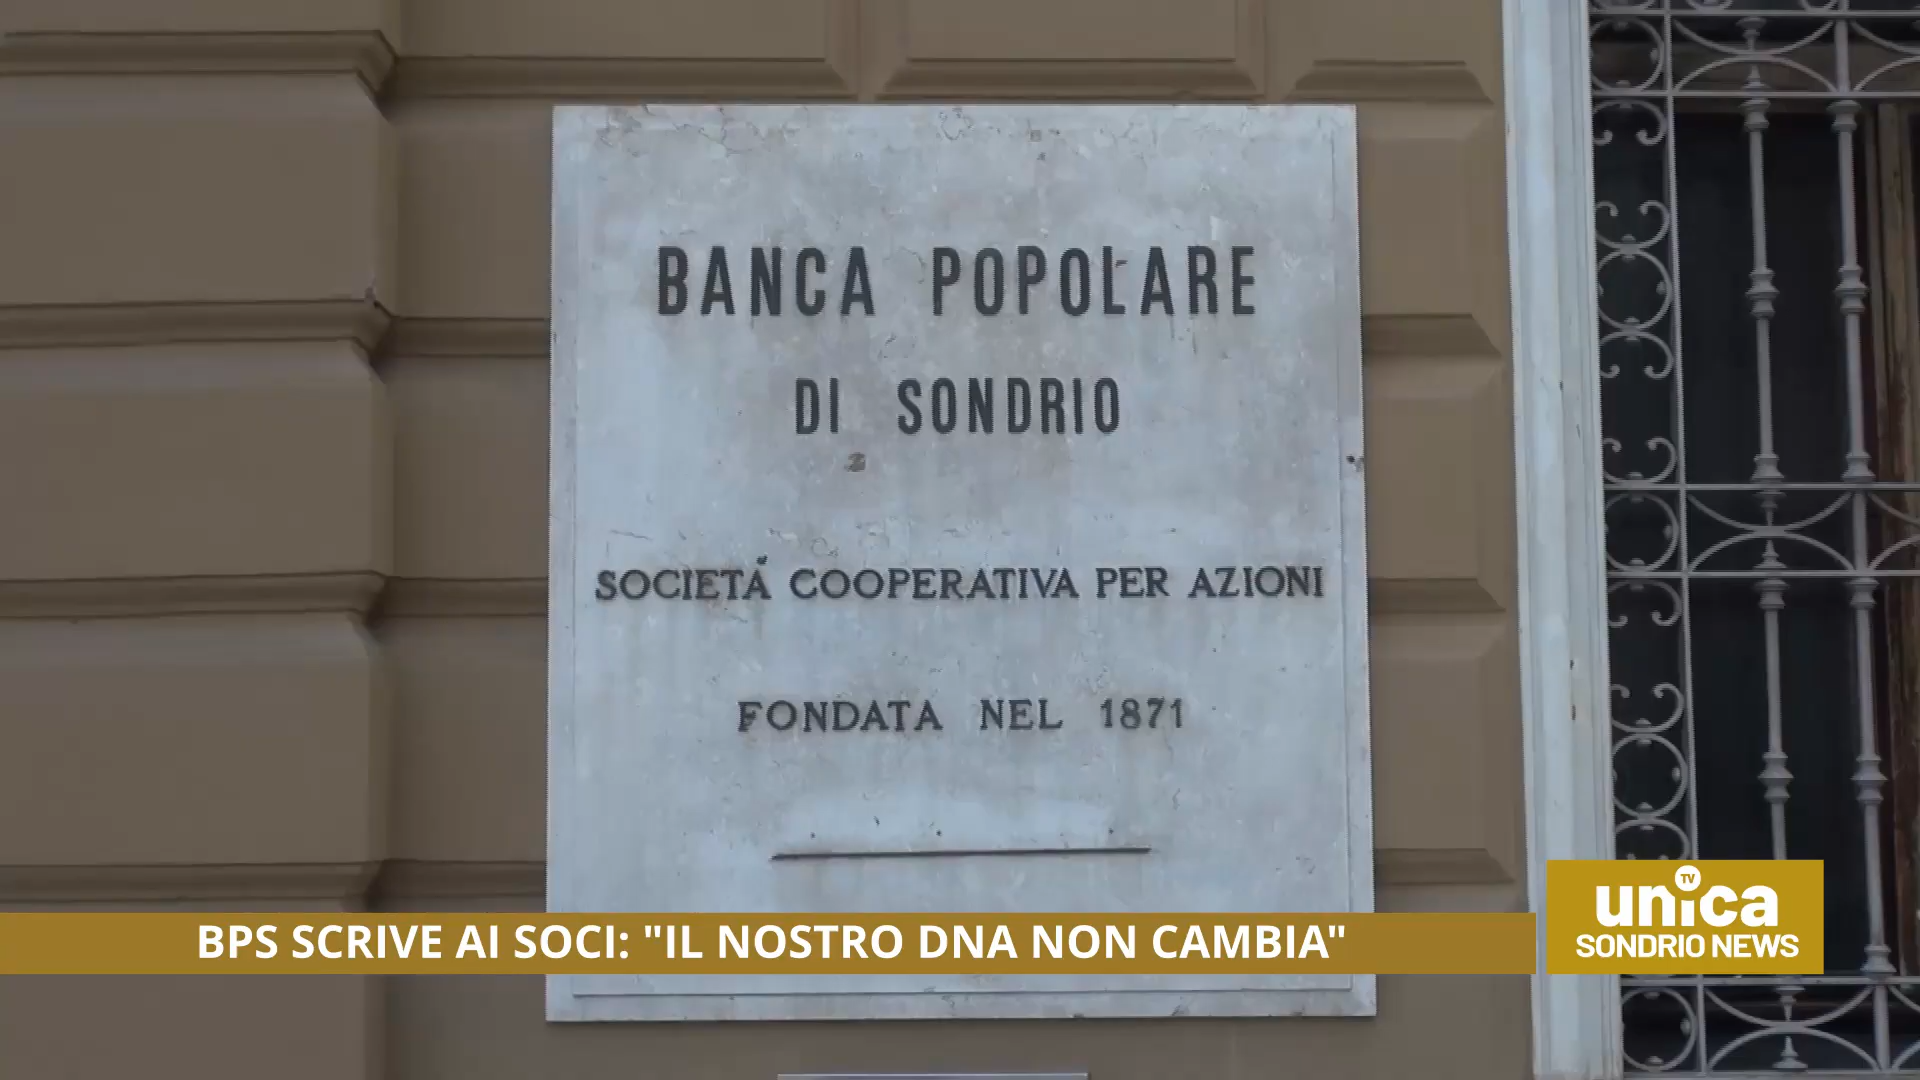 BANCA POPOLARE
DI SONDRIO
SOCIETÁ COOPERATIVA PER AZIONI
FONDATA NEL 1871
BPS SCRIVE AI SOCI: "IL NOSTRO DNA NON CAMBIA"
TV
unica
SONDRIO NEWS